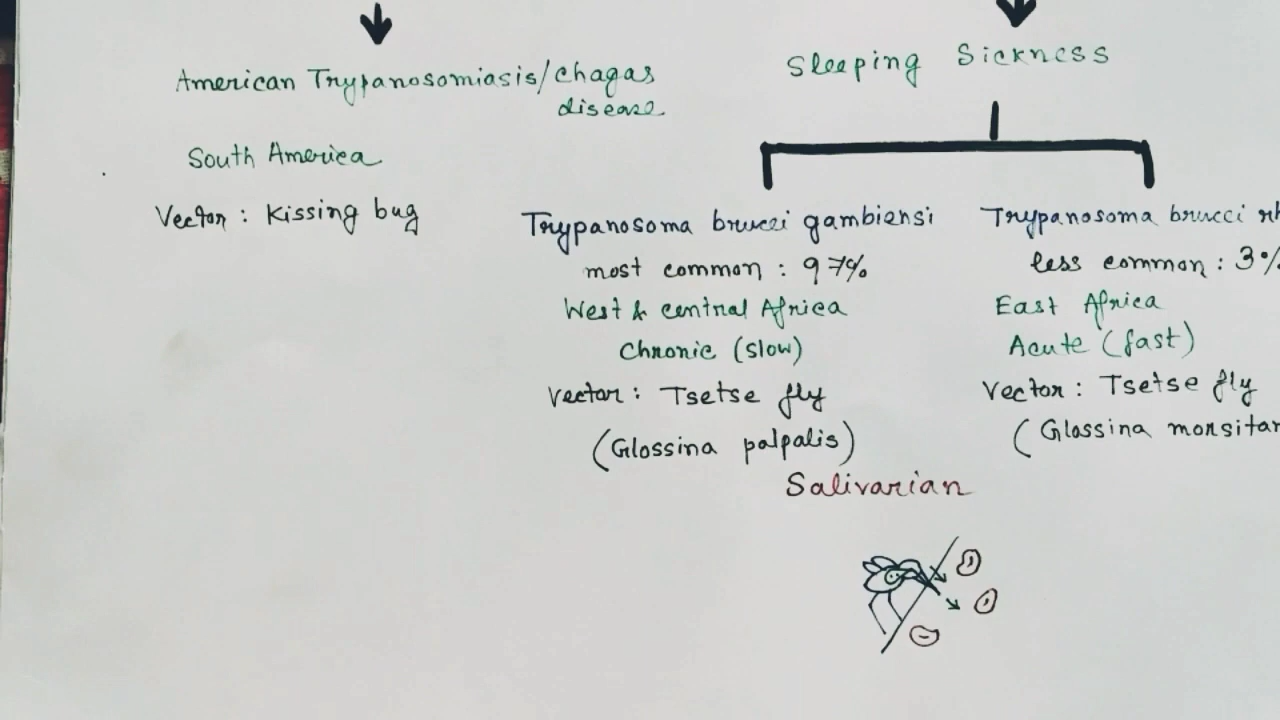 American Trypanosomiasis/chagas
disease
South America
Vector : Kissing bug
Sleeping Sickness
Trypanosoma brucei gambiensi
most common : 97%
West & central Africa
Chronic (slow)
Vector : Tsetse fly
(Glossina palpalis)
Trypanosoma brucci rh
less common : 3%
East Africa
Acute (fast)
Vector : Tsetse fly
(Glossina morsitan
Salivarian